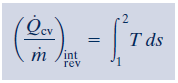 (Q̇cv / ṁ) int rev = ∫₁² T ds